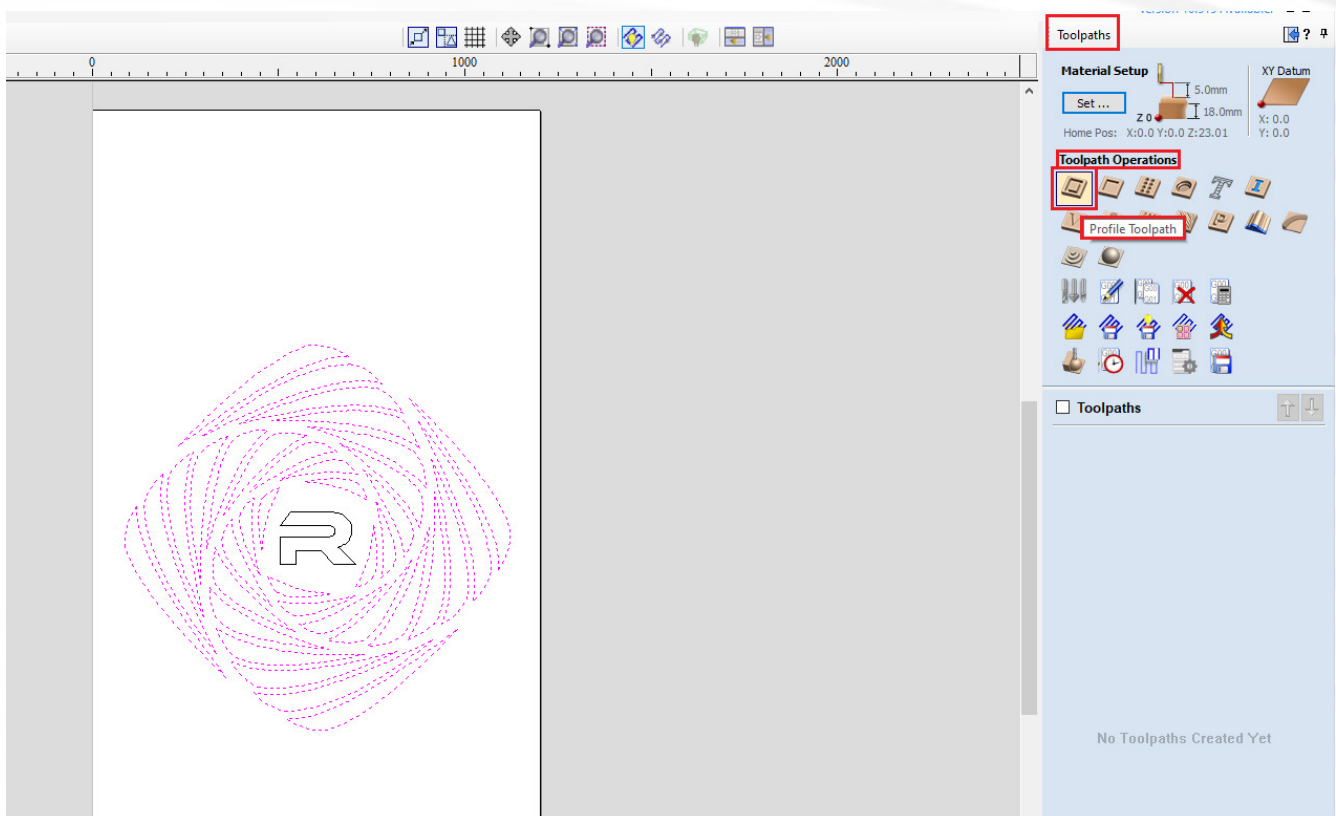 Toolpaths
?
0
1000
2000
Material Setup
XY Datum
Set ...
5.0mm
18.0mm
Z 0
X: 0.0
Y: 0.0
Home Pos: X:0.0 Y:0.0 Z:23.01
Toolpath Operations
Profile Toolpath
R
Toolpaths
No Toolpaths Created Yet